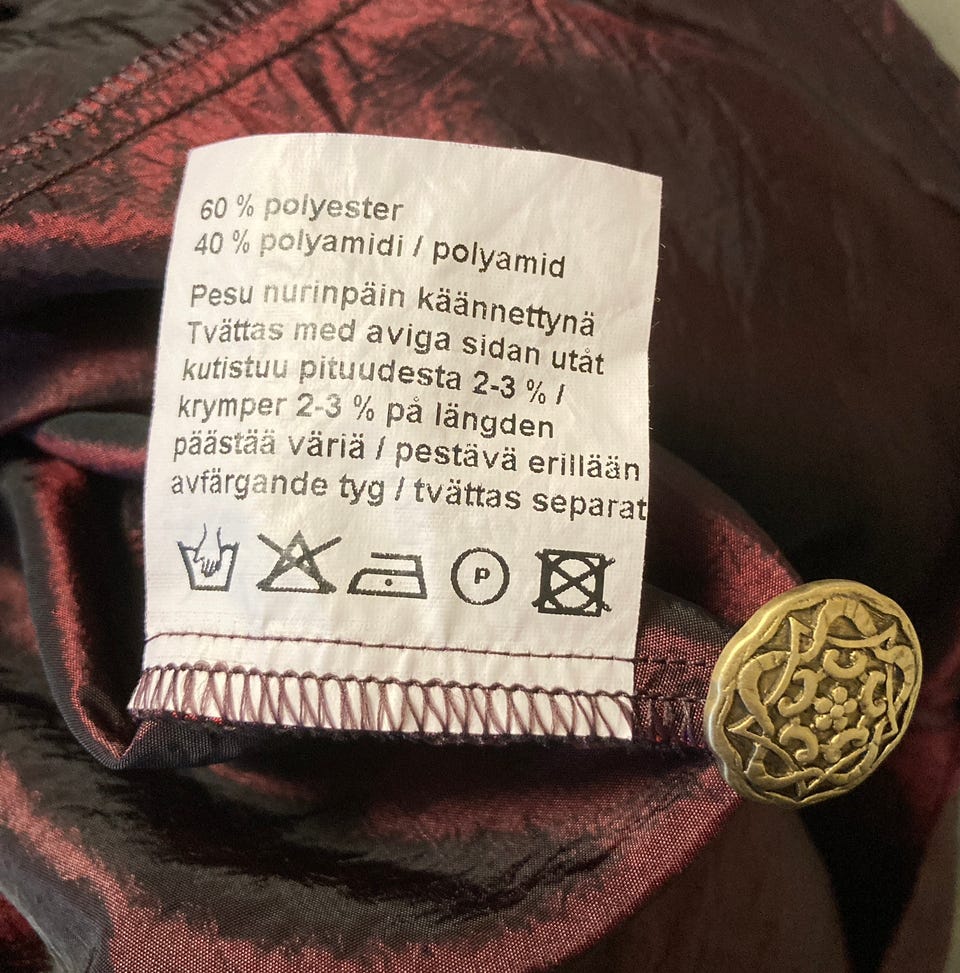 60 % polyester
40 % polyamidi / polyamid
Pesu nurinpäin käännettynä
Tvättas med aviga sidan utåt
kutistuu pituudesta 2-3 % /
krymper 2-3 % på längden
päästää väriä / pestävä erillään
avfärgande tyg / tvättas separat
P